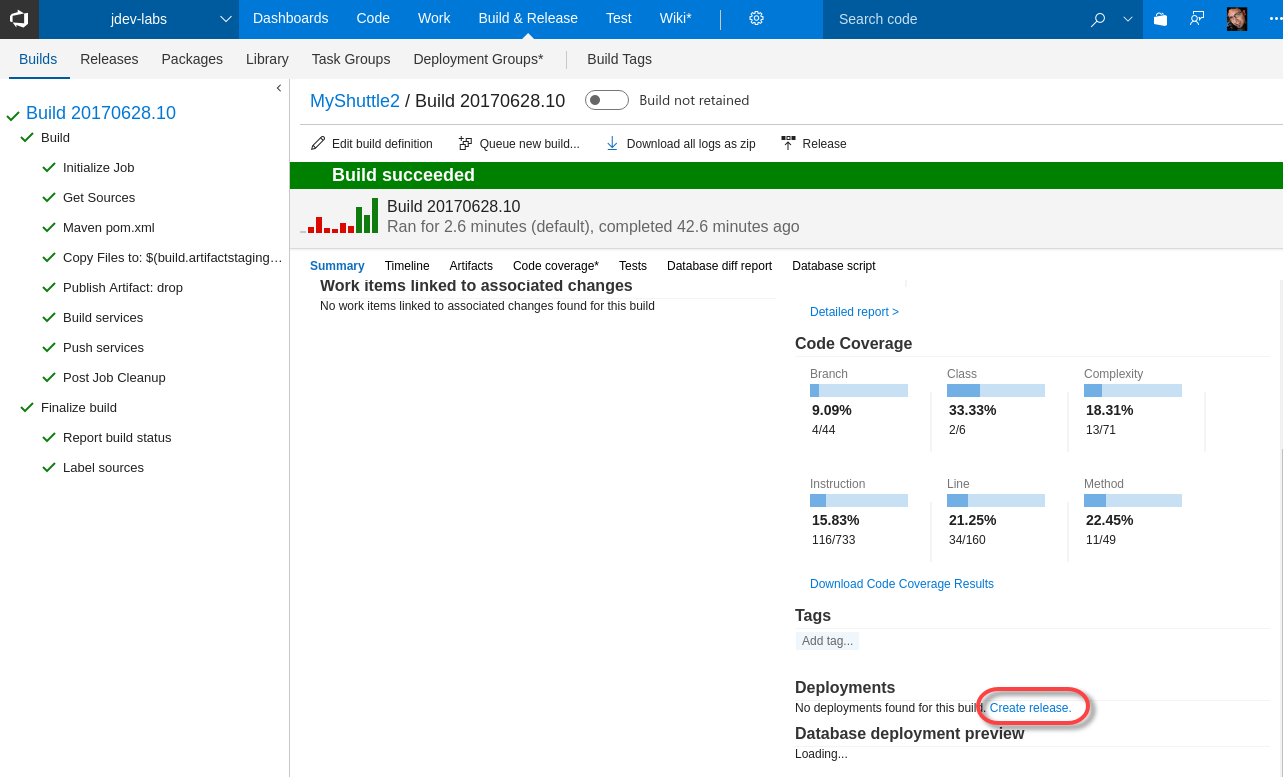 jdev-labs
Dashboards Code Work Build & Release Test Wiki*
Search code
Builds Releases Packages Library Task Groups Deployment Groups* Build Tags
Build 20170628.10
Build
Initialize Job
Get Sources
Maven pom.xml
Copy Files to: $(build.artifactstaging…
Publish Artifact: drop
Build services
Push services
Post Job Cleanup
Finalize build
Report build status
Label sources
MyShuttle2 / Build 20170628.10 Build not retained
Edit build definition Queue new build... Download all logs as zip Release
Build succeeded
Build 20170628.10
Ran for 2.6 minutes (default), completed 42.6 minutes ago
Summary Timeline Artifacts Code coverage* Tests Database diff report Database script
Work items linked to associated changes
No work items linked to associated changes found for this build
Detailed report >
Code Coverage
Branch Class Complexity
9.09% 33.33% 18.31%
4/44 2/6 13/71
Instruction Line Method
15.83% 21.25% 22.45%
116/733 34/160 11/49
Download Code Coverage Results
Tags
Add tag...
Deployments
No deployments found for this build. Create release.
Database deployment preview
Loading...